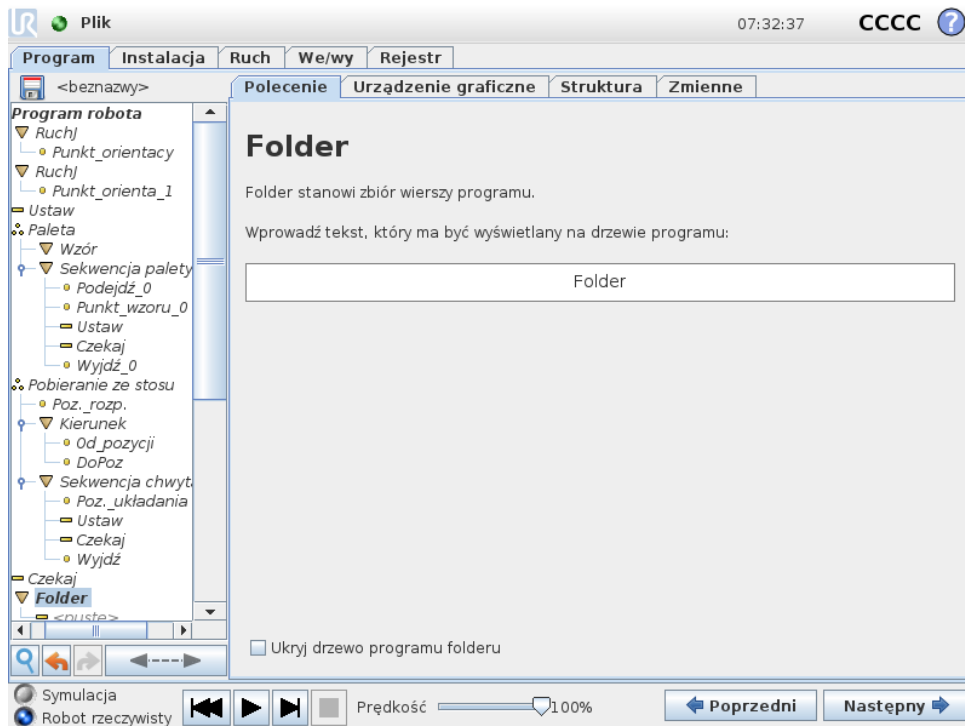 UR Plik 07:32:37 CCCC ?
Program Instalacja Ruch We/wy Rejestr
<beznazwy>
Polecenie Urządzenie graficzne Struktura Zmienne
Program robota
RuchJ
Punkt_orientacy
RuchJ
Punkt_orienta_1
Ustaw
Paleta
Wzór
Sekwencja palety
Podejdź_0
Punkt_wzoru_0
Ustaw
Czekaj
Wyjdź_0
Pobieranie ze stosu
Poz._rozp.
Kierunek
Od_pozycji
DoPoz
Sekwencja chwyt
Poz._układania
Ustaw
Czekaj
Wyjdź
Czekaj
Folder
<puste>
Folder
Folder stanowi zbiór wierszy programu.
Wprowadź tekst, który ma być wyświetlany na drzewie programu:
Folder
Ukryj drzewo programu folderu
Symulacja
Robot rzeczywisty
Prędkość 100%
Poprzedni Następny